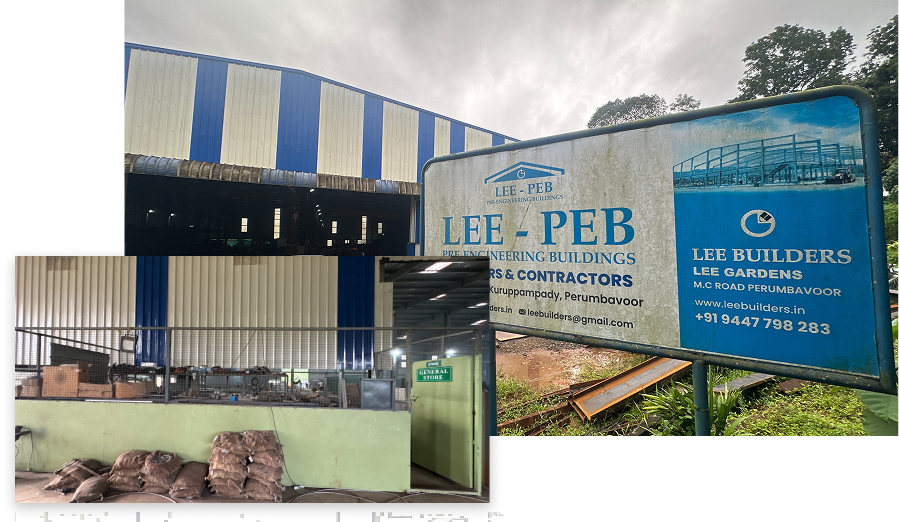 LEE - PEB
PRE-ENGINEERING BUILDINGS
LEE - PEB
PRE-ENGINEERING BUILDINGS
RS & CONTRACTORS
Kuruppampady, Perumbavoor
ders.in leebuilders@gmail.com
LEE BUILDERS
LEE GARDENS
M.C ROAD PERUMBAVOOR
www.leebuilders.in
+91 9447 798 283
GENERAL
STORE